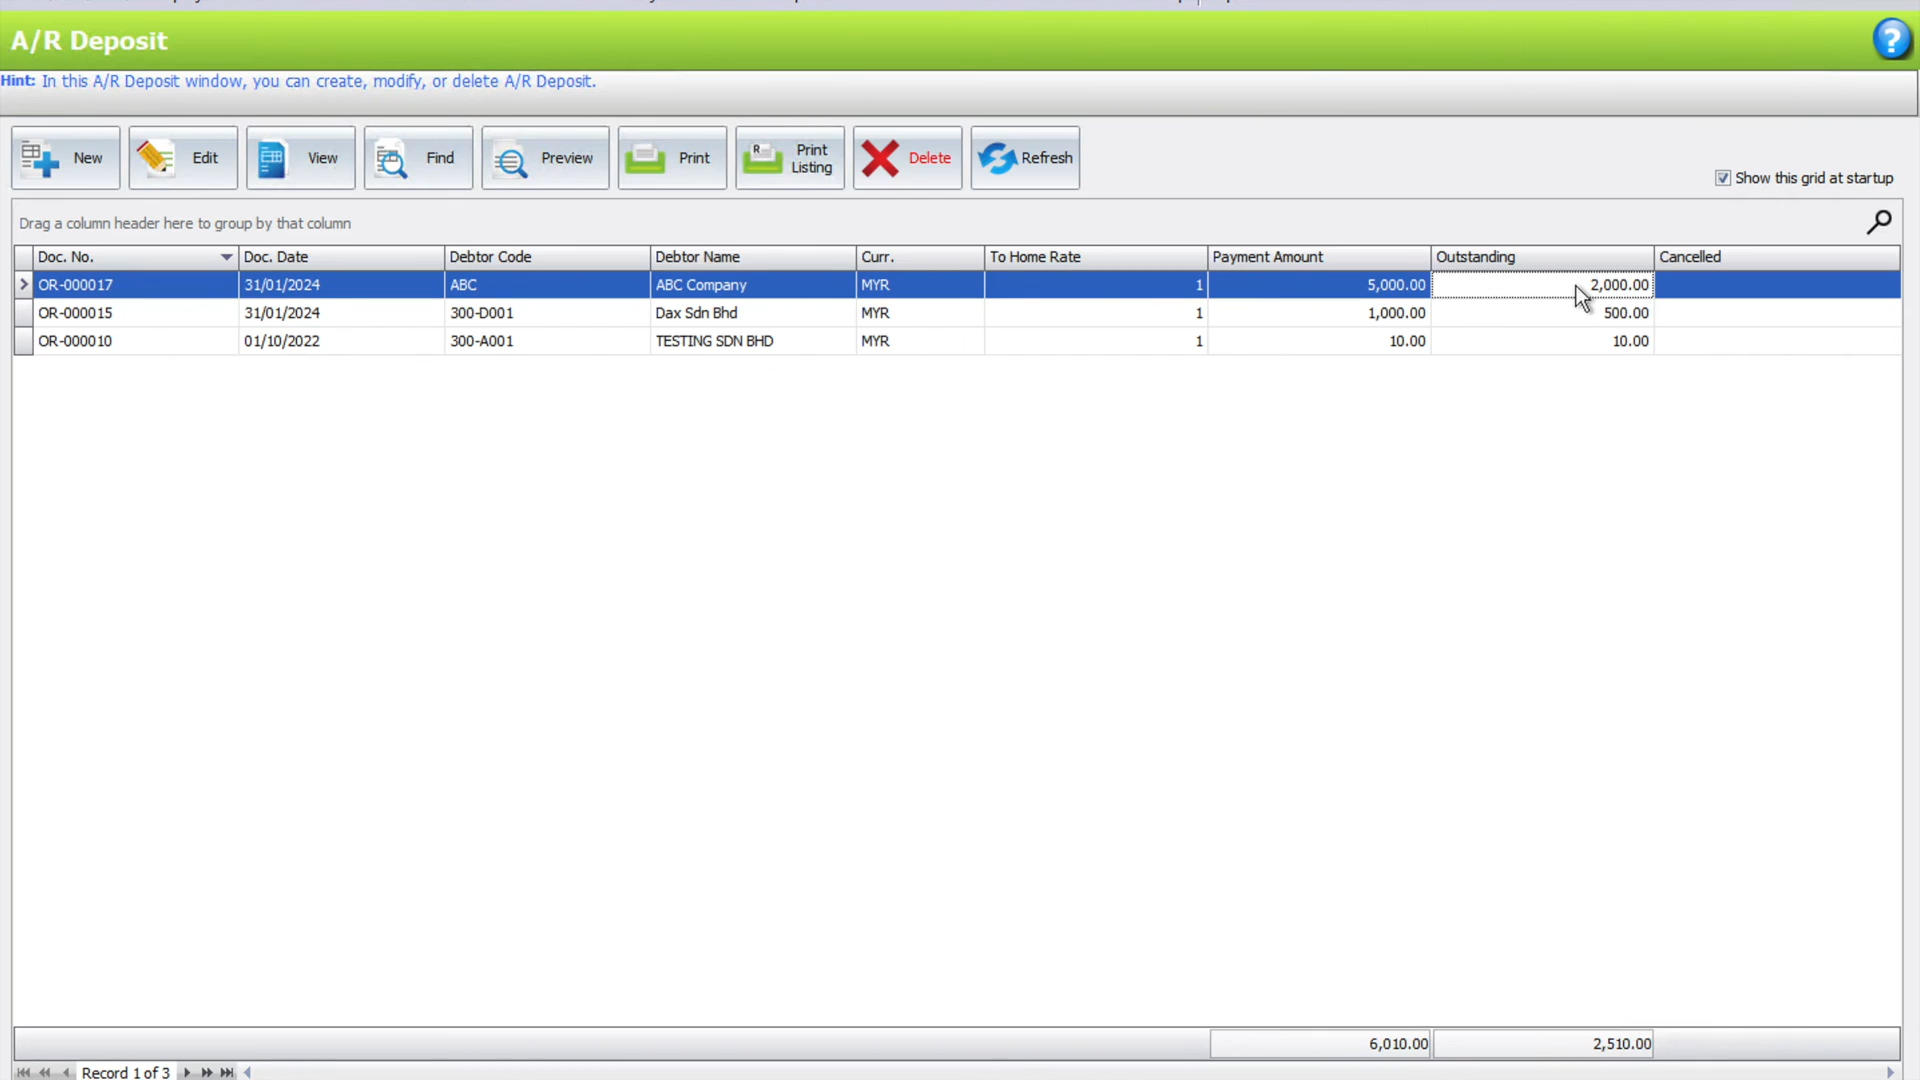 A/R Deposit
?
Hint: In this A/R Deposit window, you can create, modify, or delete A/R Deposit.
New Edit View Find Preview Print R Print Listing Delete Refresh
Show this grid at startup
Drag a column header here to group by that column
Doc. No. Doc. Date Debtor Code Debtor Name Curr. To Home Rate Payment Amount Outstanding Cancelled
OR-000017 31/01/2024 ABC ABC Company MYR 1 5,000.00 2,000.00
OR-000015 31/01/2024 300-D001 Dax Sdn Bhd MYR 1 1,000.00 500.00
OR-000010 01/10/2022 300-A001 TESTING SDN BHD MYR 1 10.00 10.00
6,010.00 2,510.00
Record 1 of 3